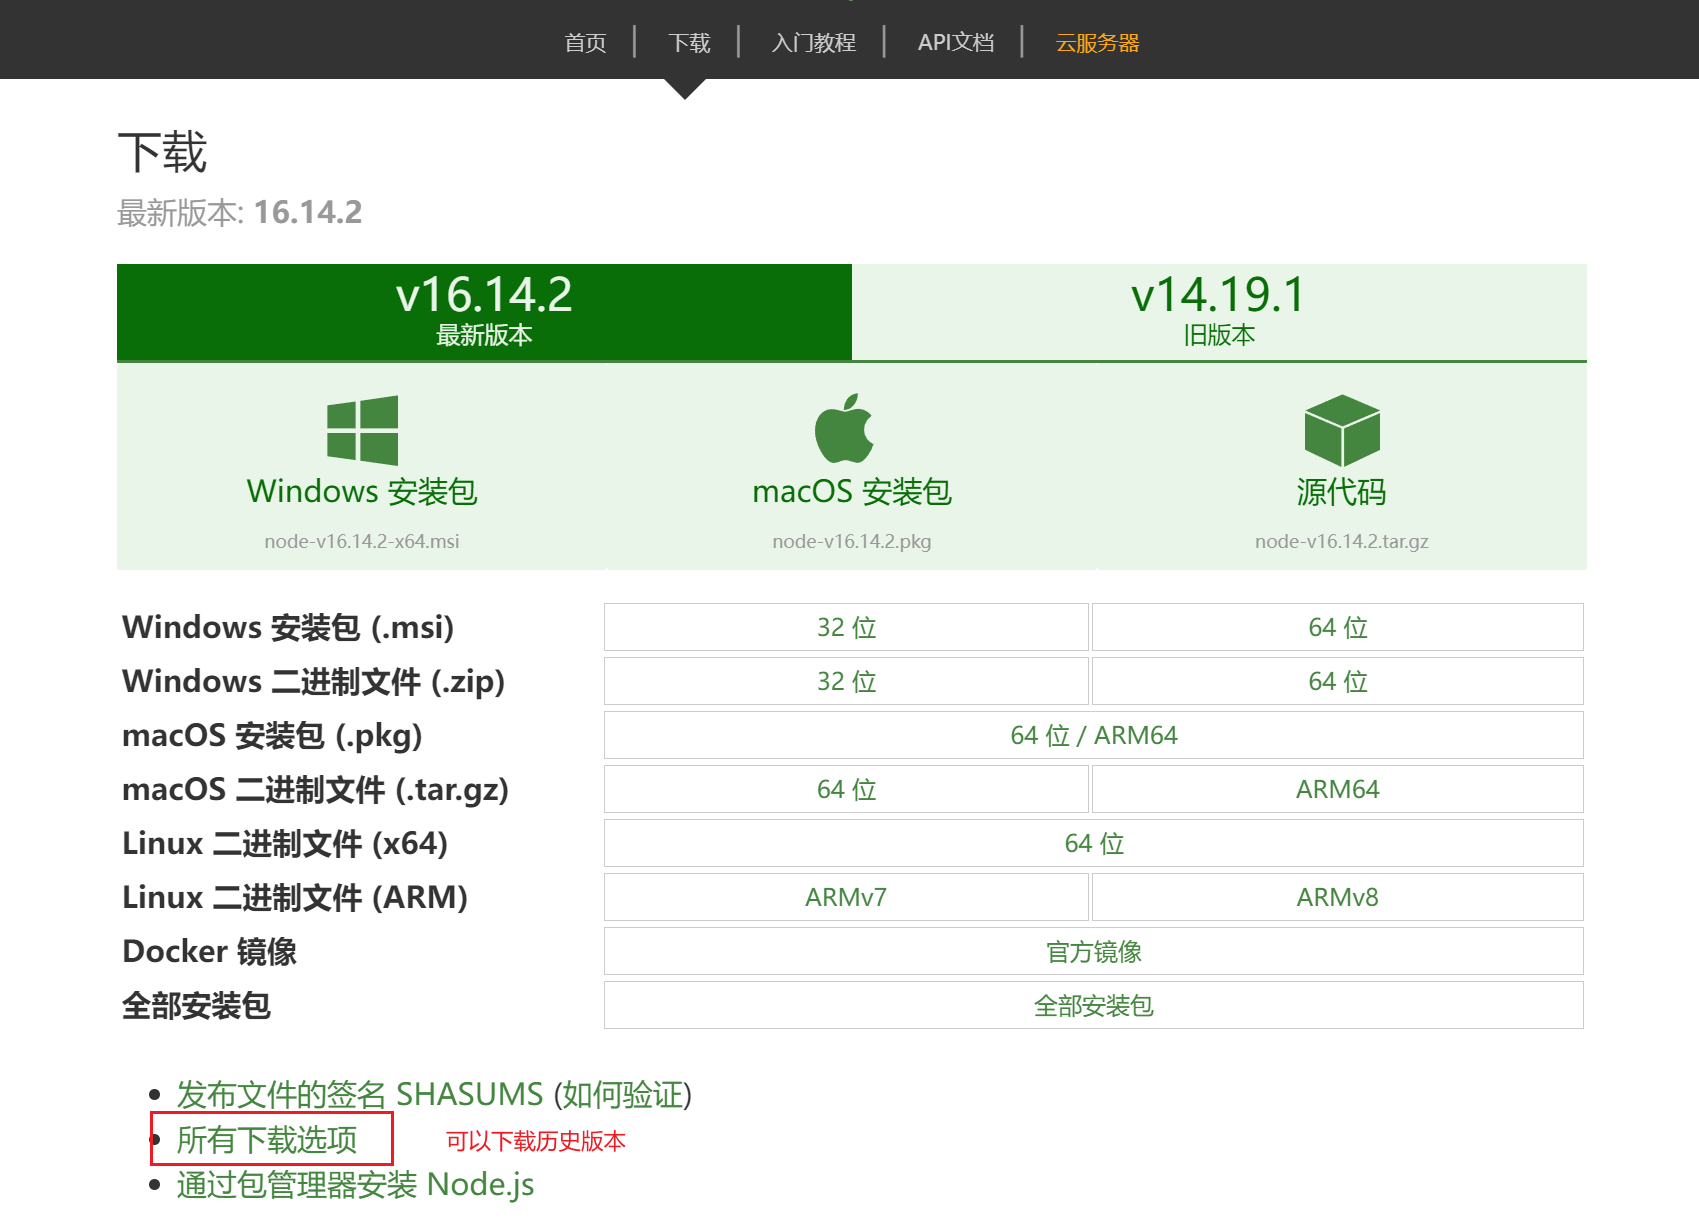 首页 下载 入门教程 API文档 云服务器
下载
最新版本: 16.14.2
v16.14.2
最新版本
v14.19.1
旧版本
Windows 安装包
node-v16.14.2-x64.msi
macOS 安装包
node-v16.14.2.pkg
源代码
node-v16.14.2.tar.gz
Windows 安装包 (.msi) 32 位 64 位
Windows 二进制文件 (.zip) 32 位 64 位
macOS 安装包 (.pkg) 64 位 / ARM64
macOS 二进制文件 (.tar.gz) 64 位 ARM64
Linux 二进制文件 (x64) 64 位
Linux 二进制文件 (ARM) ARMv7 ARMv8
Docker 镜像 官方镜像
全部安装包 全部安装包
发布文件的签名 SHASUMS (如何验证)
所有下载选项 可以下载历史版本
通过包管理器安装 Node.js